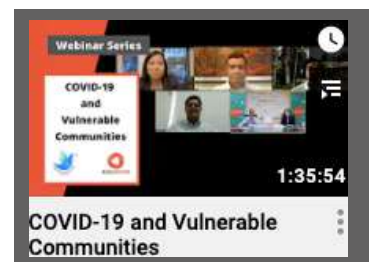 Webinar Series
COVID-19
and
Vulnerable
Communities
1:35:54
COVID-19 and Vulnerable
Communities